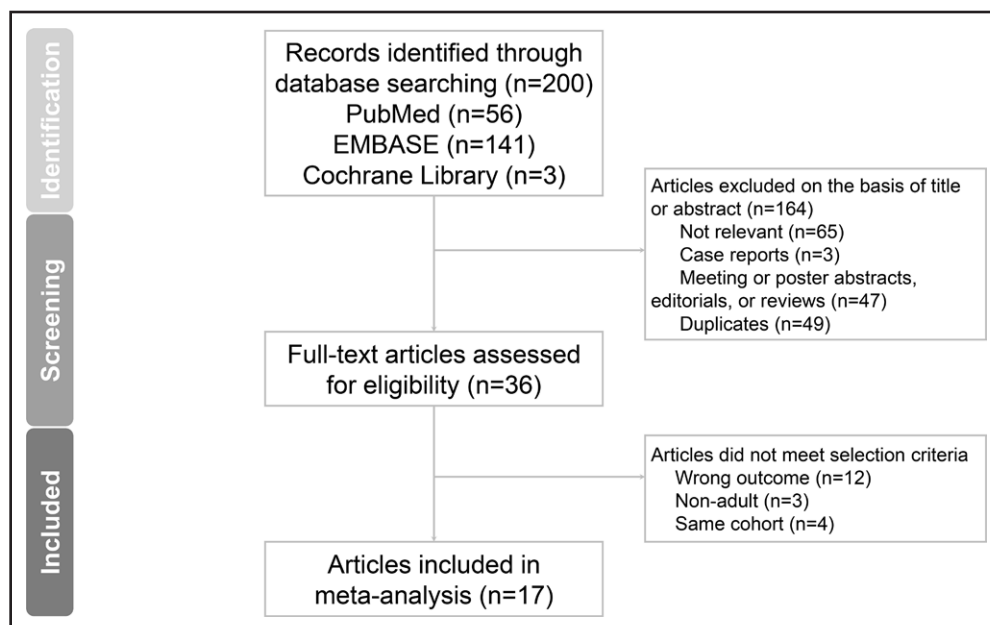 Identification
Records identified through
database searching (n=200)
PubMed (n=56)
EMBASE (n=141)
Cochrane Library (n=3)
Articles excluded on the basis of title
or abstract (n=164)
Not relevant (n=65)
Case reports (n=3)
Meeting or poster abstracts,
editorials, or reviews (n=47)
Duplicates (n=49)
Screening
Full-text articles assessed
for eligibility (n=36)
Articles did not meet selection criteria
Wrong outcome (n=12)
Non-adult (n=3)
Same cohort (n=4)
Included
Articles included in
meta-analysis (n=17)